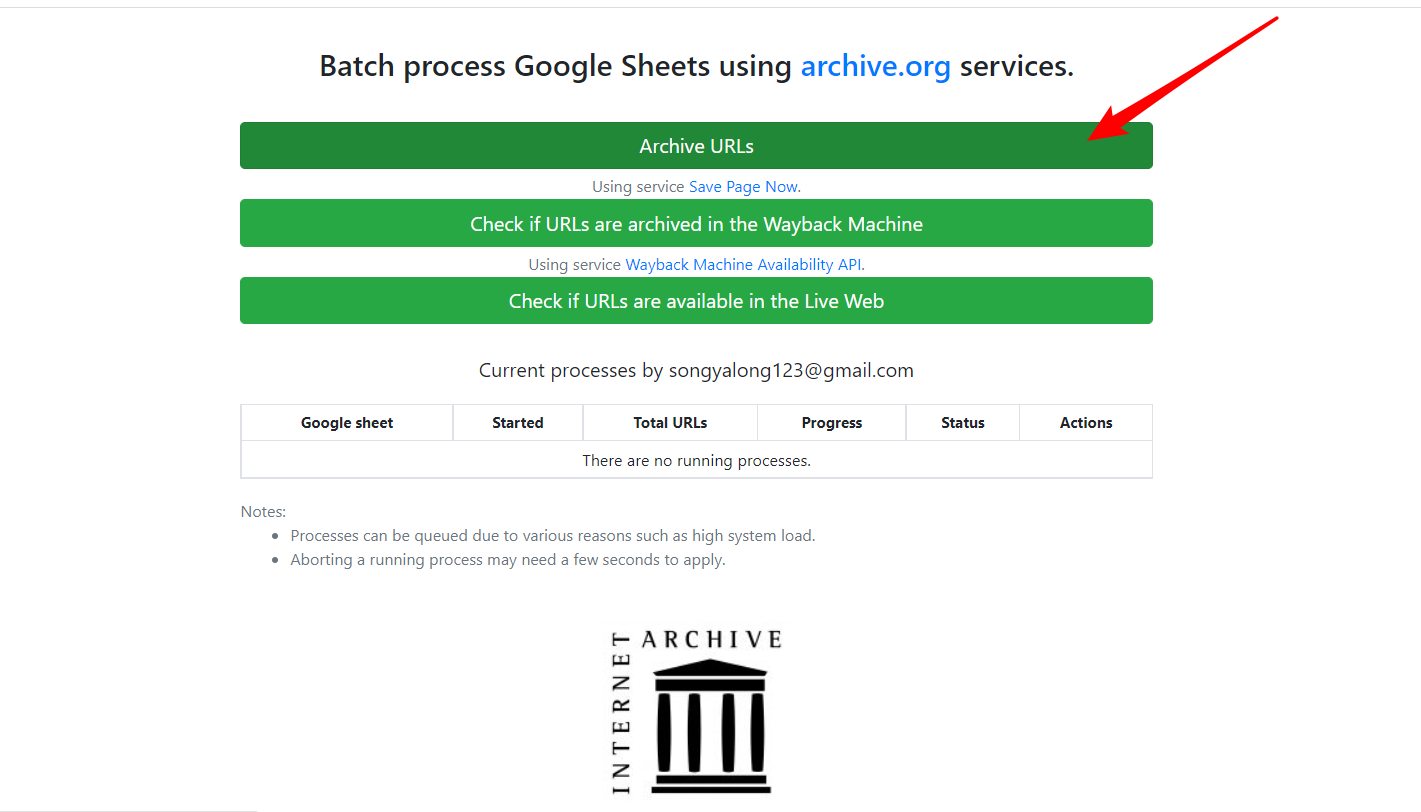 Batch process Google Sheets using archive.org services.
Archive URLs
Using service Save Page Now.
Check if URLs are archived in the Wayback Machine
Using service Wayback Machine Availability API.
Check if URLs are available in the Live Web
Current processes by songyalong123@gmail.com
Google sheet Started Total URLs Progress Status Actions
There are no running processes.
Notes:
Processes can be queued due to various reasons such as high system load.
Aborting a running process may need a few seconds to apply.
INTERNET
ARCHIVE